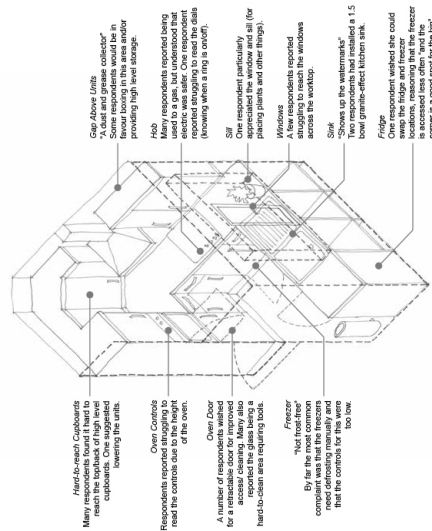 Hard-to-reach Cupboards
Many respondents found it hard to
reach the top/back of high level
cupboards. One suggested
lowering the units.
Oven Controls
Respondents reported struggling to
read the controls due to the height
of the oven.
Oven Door
A number of respondents wished
for a retractable door for improved
access/ cleaning. Many also
reported the glass being a
hard-to-clean area requiring tools.
Freezer
"Not frost-free"
By far the most common
complaint was that the freezers
need defrosting manually and
that the controls for this were
too low.
Gap Above Units
"A dust and grease collector"
Some respondents would be in
favour boxing in this area and/or
providing high level storage.
Hob
Many respondents reported being
used to a gas, but understood that
electric was safer. One respondent
reported struggling to read the dials
(knowing when a ring is on/off).
Sill
One respondent particularly
appreciated the window and sill (for
placing plants and other things).
Windows
A few respondents reported
struggling to reach the windows
across the worktop.
Sink
"Shows up the watermarks"
Two respondents had installed a 1.5
bowl granite-effect kitchen sink.
Fridge
One respondent wished she could
swap the fridge and freezer
locations, reasoning that the freezer
is accessed less often "and the